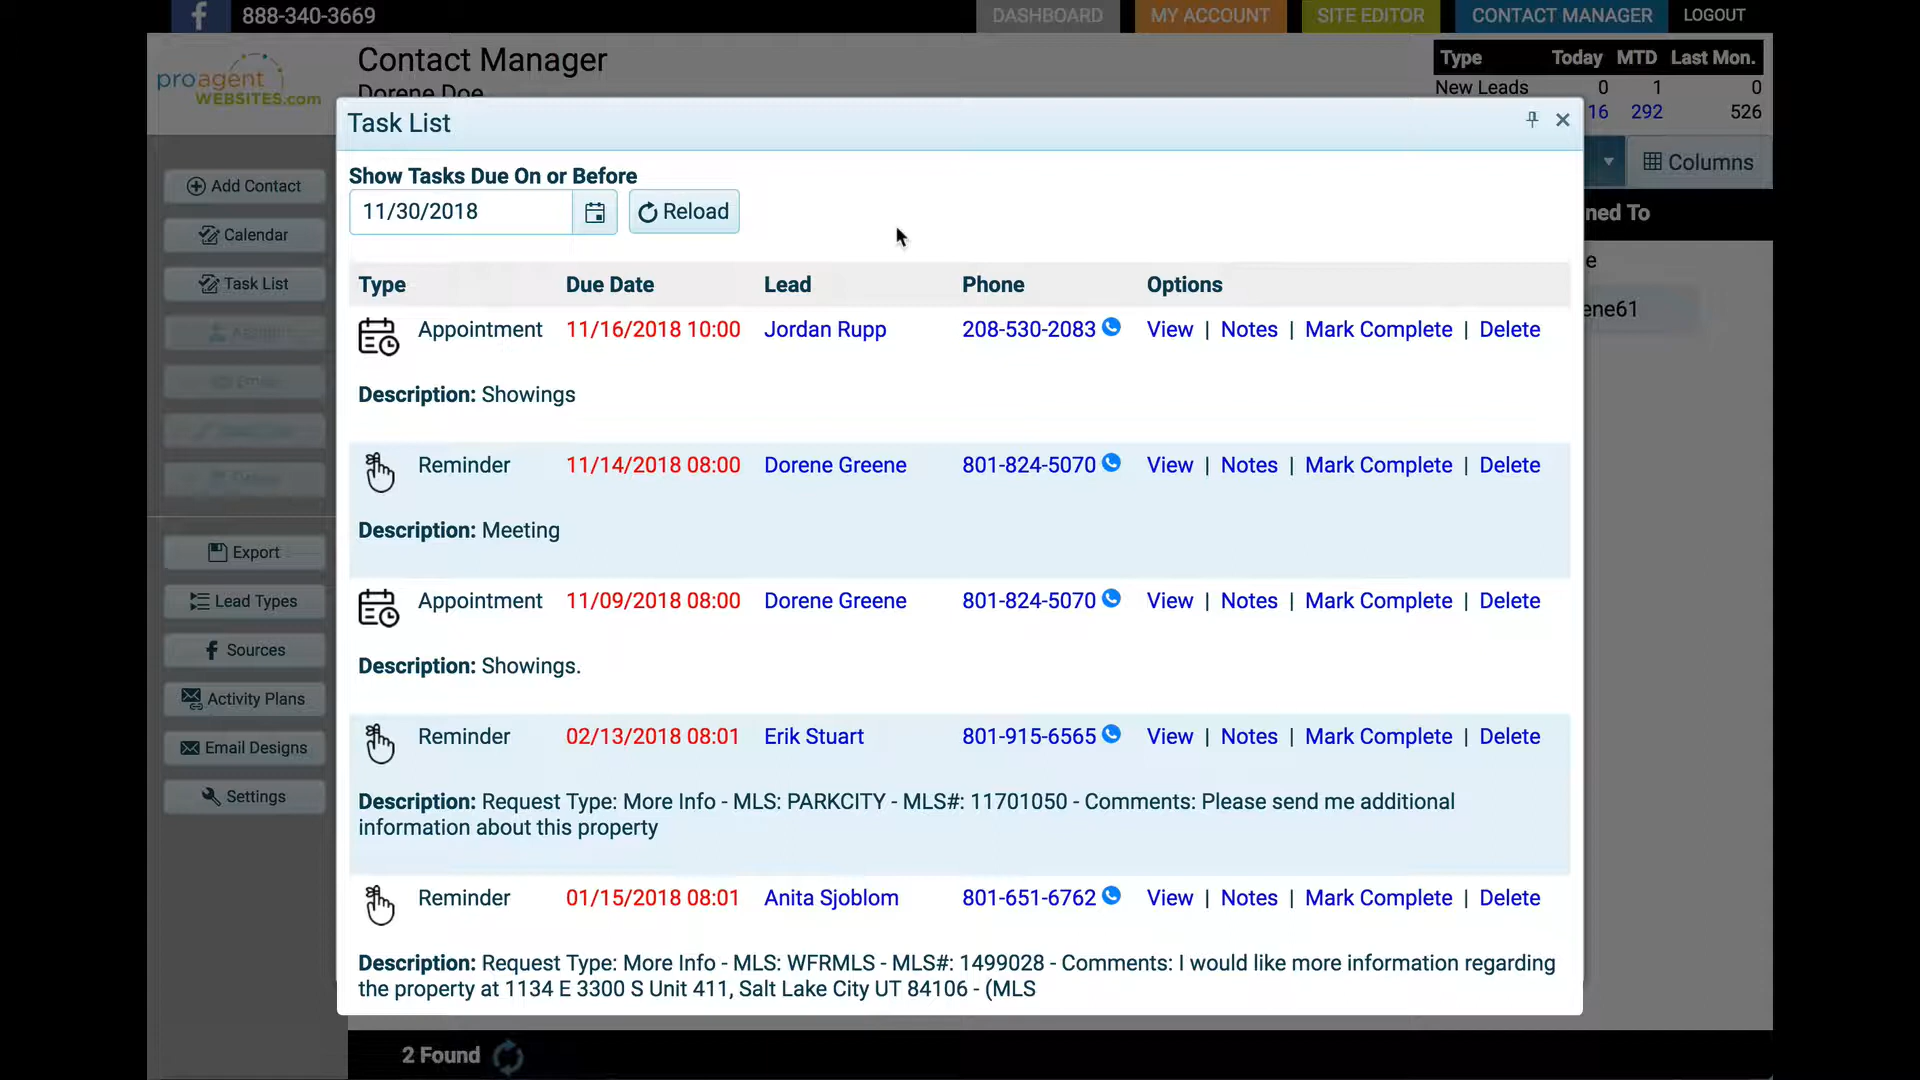 888-340-3669
DASHBOARD
MY ACCOUNT
SITE EDITOR
CONTACT MANAGER
LOGOUT
proagent
WEBSITES.com
Contact Manager
Dorene Doe
Type Today MTD Last Mon.
New Leads 0 1 0
16 292 526
Columns
ned To
e
ene61
Add Contact
Calendar
Task List
Export
Lead Types
Sources
Activity Plans
Email Designs
Settings
Task List
Show Tasks Due On or Before
11/30/2018
Reload
Type Due Date Lead Phone Options
Appointment 11/16/2018 10:00 Jordan Rupp 208-530-2083 View | Notes | Mark Complete | Delete
Description: Showings
Reminder 11/14/2018 08:00 Dorene Greene 801-824-5070 View | Notes | Mark Complete | Delete
Description: Meeting
Appointment 11/09/2018 08:00 Dorene Greene 801-824-5070 View | Notes | Mark Complete | Delete
Description: Showings.
Reminder 02/13/2018 08:01 Erik Stuart 801-915-6565 View | Notes | Mark Complete | Delete
Description: Request Type: More Info - MLS: PARKCITY - MLS#: 11701050 - Comments: Please send me additional
information about this property
Reminder 01/15/2018 08:01 Anita Sjoblom 801-651-6762 View | Notes | Mark Complete | Delete
Description: Request Type: More Info - MLS: WFRMLS - MLS#: 1499028 - Comments: I would like more information regarding
the property at 1134 E 3300 S Unit 411, Salt Lake City UT 84106 - (MLS
2 Found